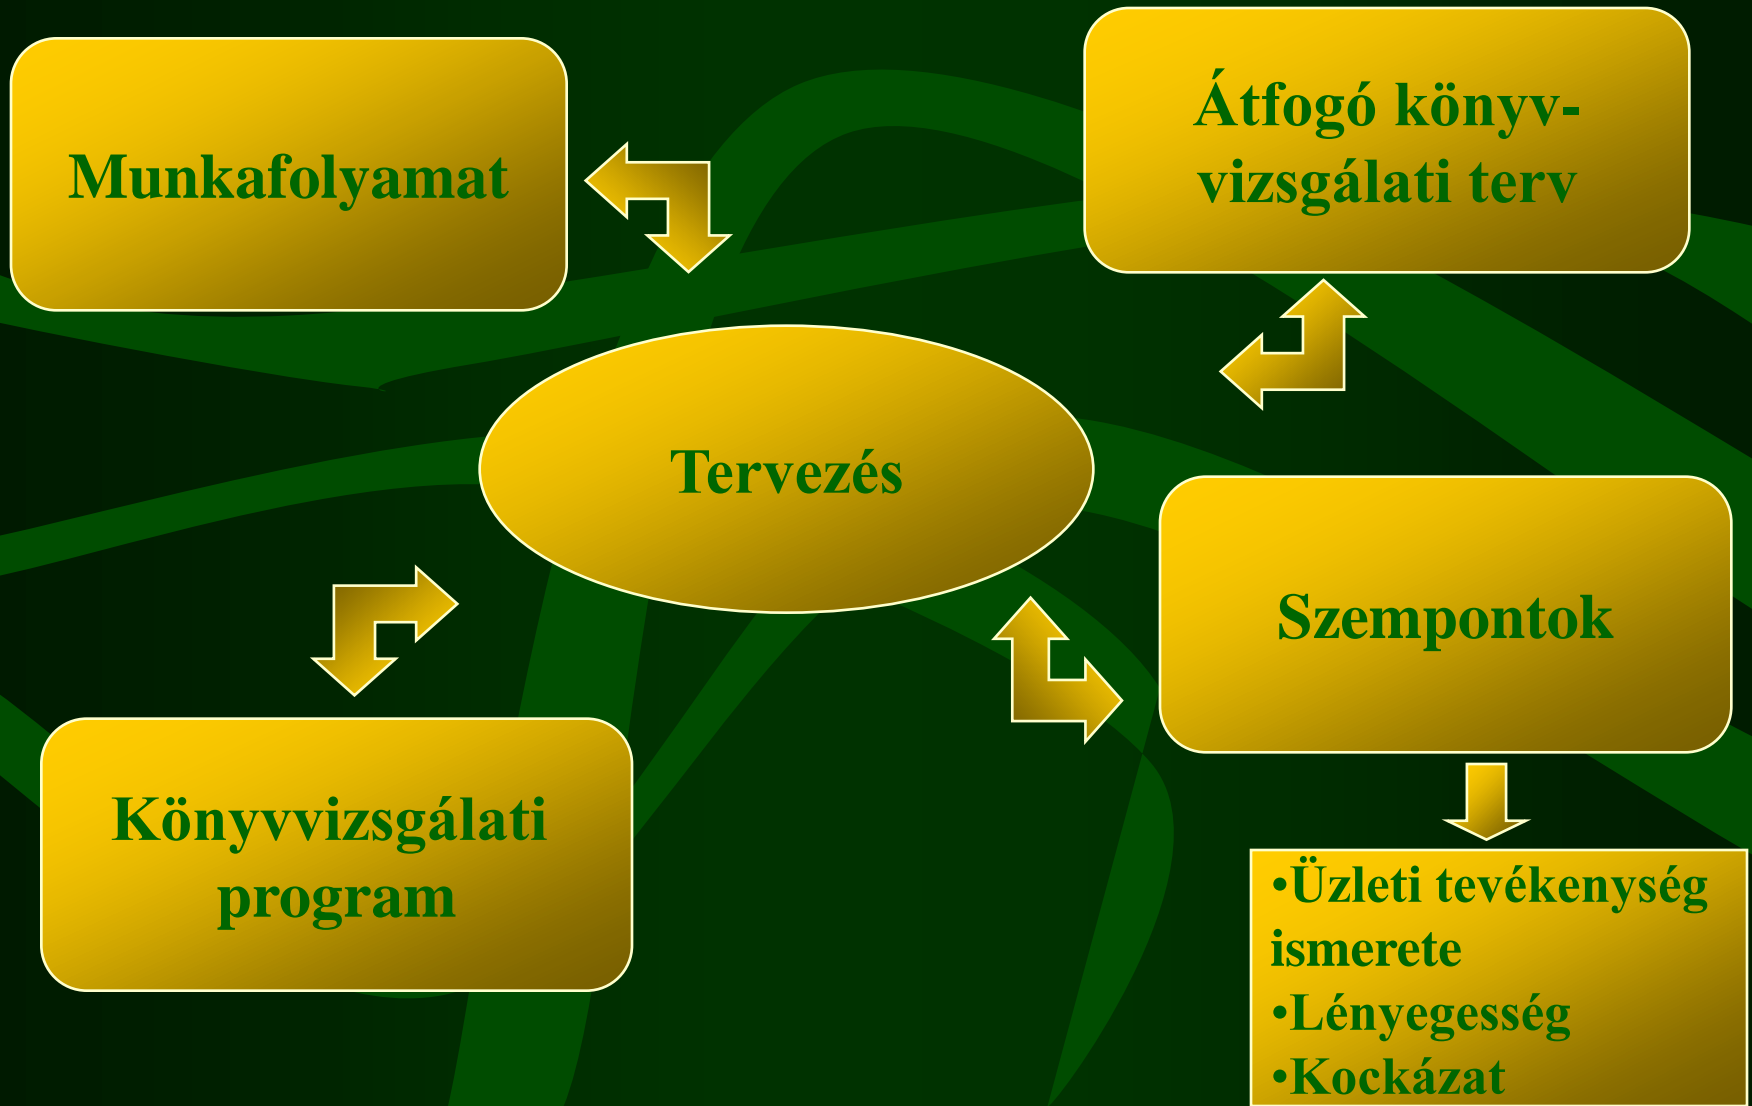 Munkafolyamat
Átfogó könyv-
vizsgálati terv
Tervezés
Szempontok
Könyvvizsgálati
program
•Üzleti tevékenység
ismerete
•Lényegesség
•Kockázat